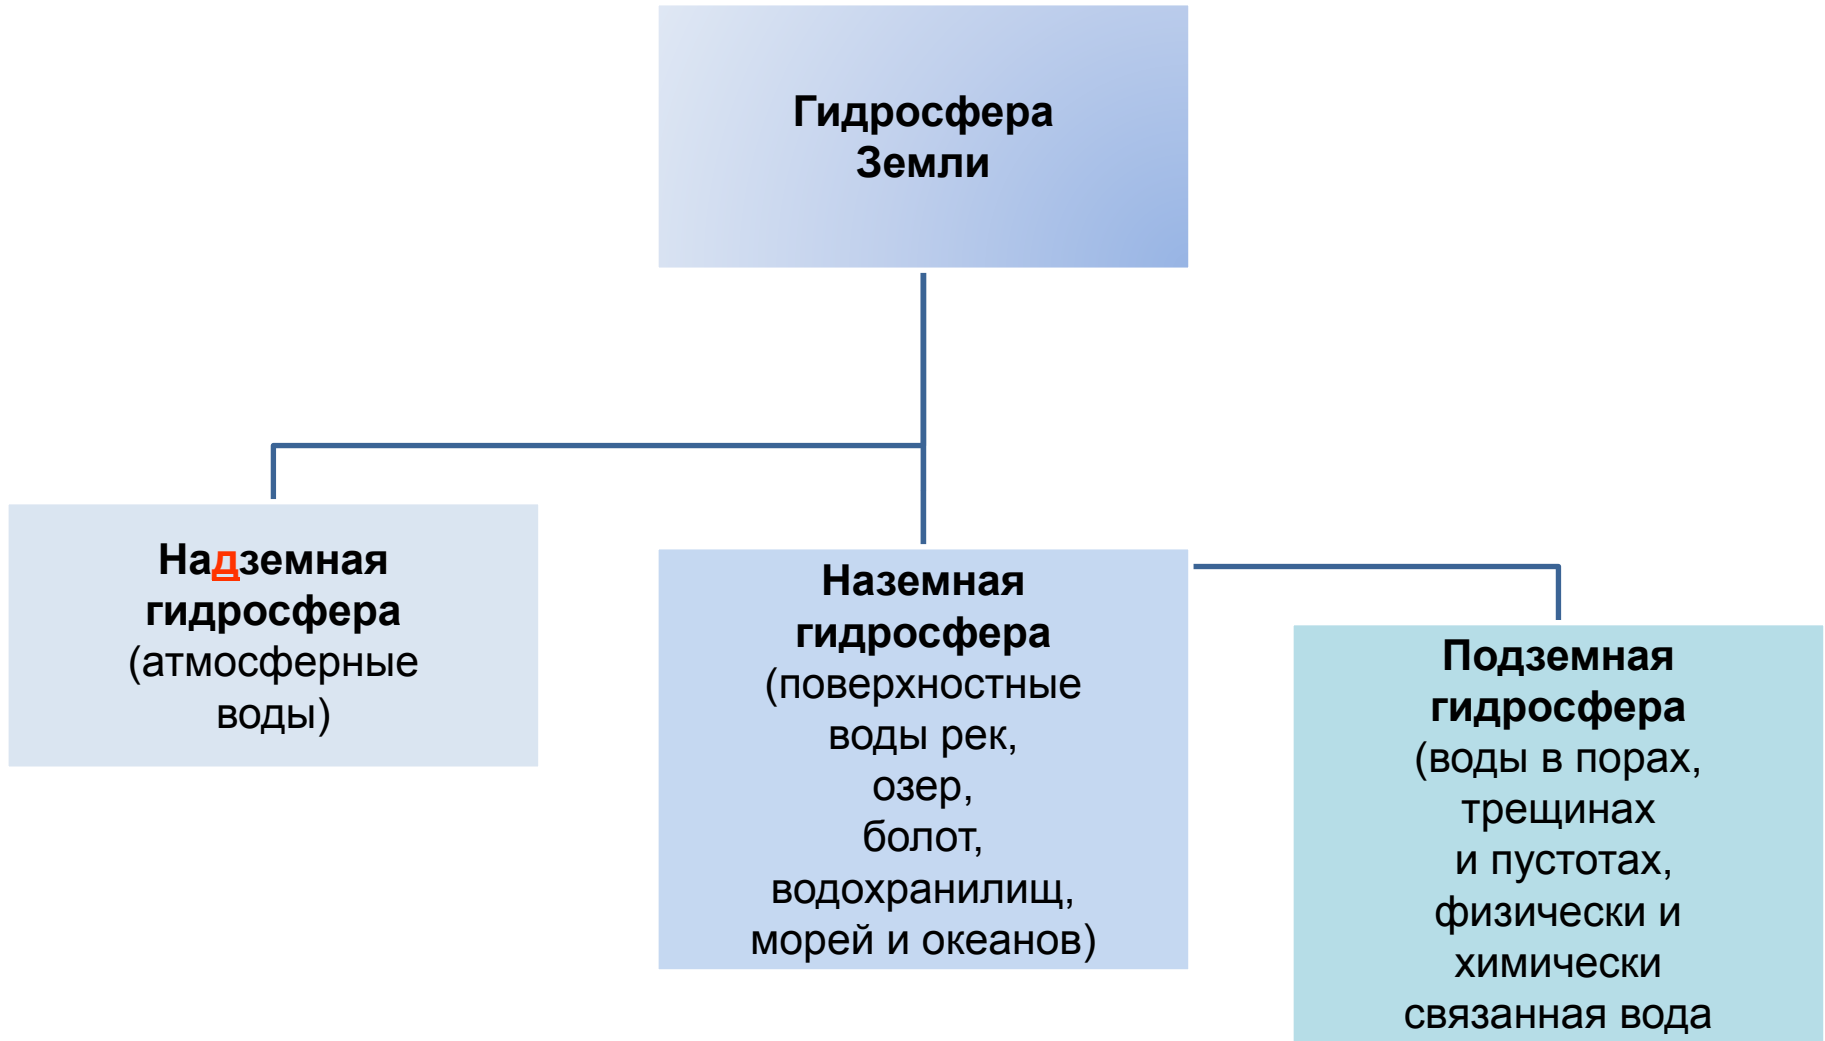 Гидросфера
Земли
Надземная
гидросфера
(атмосферные
воды)
Наземная
гидросфера
(поверхностные
воды рек,
озер,
болот,
водохранилищ,
морей и океанов)
Подземная
гидросфера
(воды в порах,
трещинах
и пустотах,
физически и
химически
связанная вода